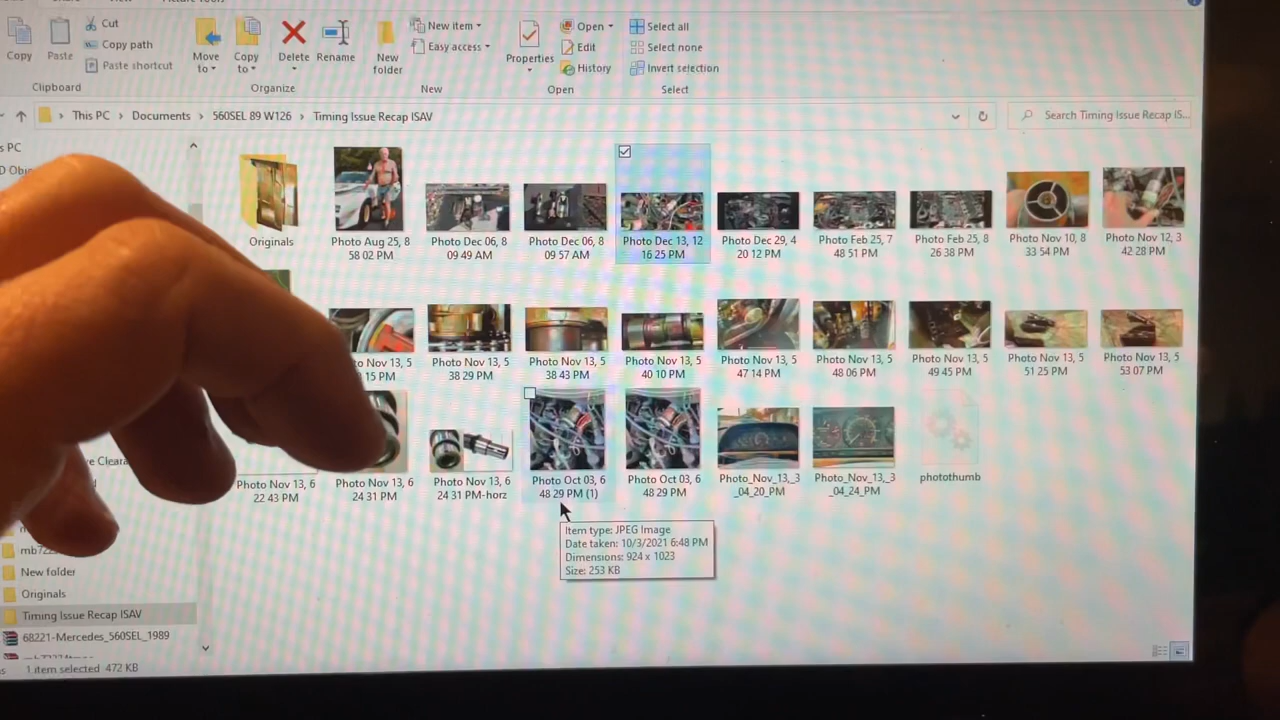 Copy
Paste
Cut
Copy path
Paste shortcut
Clipboard
Move to
Copy to
Delete
Rename
Organize
New folder
New item
Easy access
New
Properties
Open
Edit
History
Open
Select all
Select none
Invert selection
Select
This PC > Documents > 560SEL 89 W126 > Timing Issue Recap ISAV
Search Timing Issue Recap IS...
s PC
Originals
Photo Aug 25, 8
58 02 PM
Photo Dec 06, 8
09 49 AM
Photo Dec 06, 8
09 57 AM
Photo Dec 13, 12
16 25 PM
Photo Dec 29, 4
20 12 PM
Photo Feb 25, 7
48 51 PM
Photo Feb 25, 8
26 38 PM
Photo Nov 10, 8
33 54 PM
Photo Nov 12, 3
42 28 PM
Nov 13, 5
15 PM
Photo Nov 13, 5
38 29 PM
Photo Nov 13, 5
38 43 PM
Photo Nov 13, 5
40 10 PM
Photo Nov 13, 5
47 14 PM
Photo Nov 13, 5
48 06 PM
Photo Nov 13, 5
49 45 PM
Photo Nov 13, 5
51 25 PM
Photo Nov 13, 5
53 07 PM
Photo Nov 13, 6
22 43 PM
Photo Nov 13, 6
24 31 PM
Photo Nov 13, 6
24 31 PM-horz
Photo Oct 03, 6
48 29 PM (1)
Photo Oct 03, 6
48 29 PM
Photo_Nov_13,_3
_04_20_PM
Photo_Nov_13,_3
_04_24_PM
photothumb
Item type: JPEG Image
Date taken: 10/3/2021 6:48 PM
Dimensions: 924 x 1023
Size: 253 KB
New folder
Originals
Timing Issue Recap ISAV
68221-Mercedes_560SEL_1989
1 item selected 472 KB